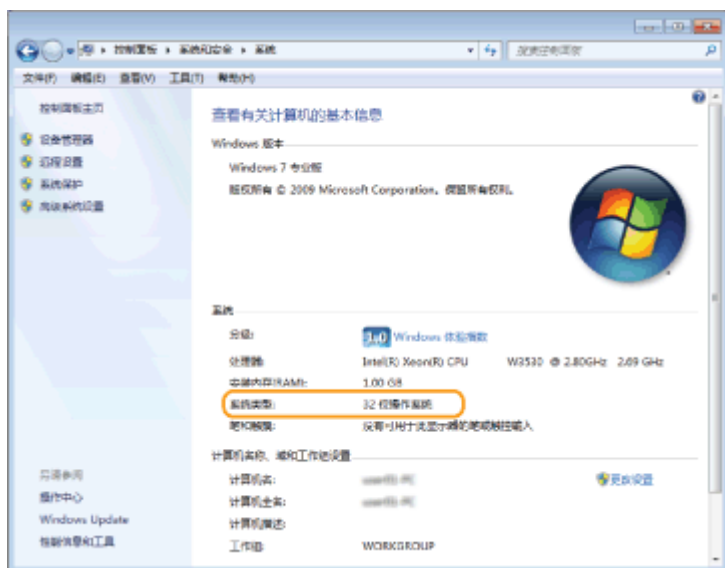 控制面板 ▸ 系统和安全 ▸ 系统
搜索控制面板
文件(F) 编辑(E) 查看(V) 工具(T) 帮助(H)
控制面板主页
设备管理器
远程设置
系统保护
高级系统设置
查看有关计算机的基本信息
Windows 版本
Windows 7 专业版
版权所有 © 2009 Microsoft Corporation。保留所有权利。
系统
分级: 1.0 Windows 体验指数
处理器: Intel(R) Xeon(R) CPU W3530 @ 2.80GHz 2.09 GHz
安装内存(RAM): 1.00 GB
系统类型: 32 位操作系统
笔和触摸: 没有可用于此显示器的笔或触控输入
计算机名称、域和工作组设置
计算机名: 更改设置
计算机全名:
计算机描述:
工作组: WORKGROUP
另请参阅
操作中心
Windows Update
性能信息和工具